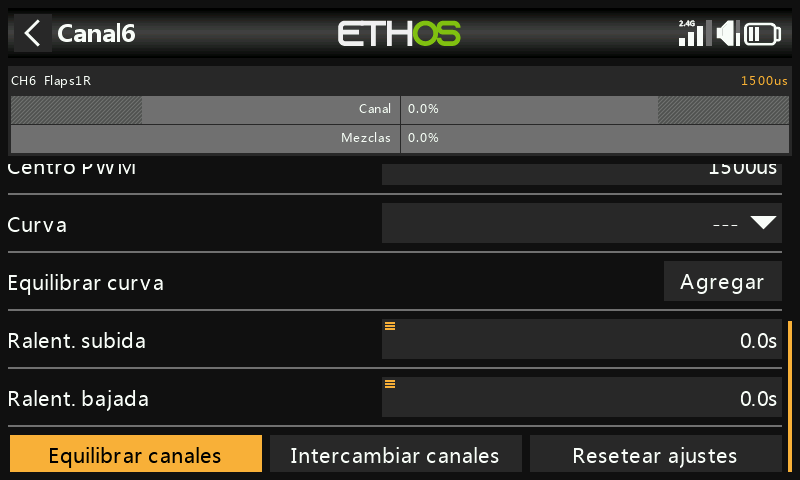 Canal6
ETHOS
2.4G
CH6 Flaps1R
1500us
Canal 0.0%
Mezclas 0.0%
Centro PWM 1500us
Curva ---
Equilibrar curva Agregar
Ralent. subida 0.0s
Ralent. bajada 0.0s
Equilibrar canales Intercambiar canales Resetear ajustes